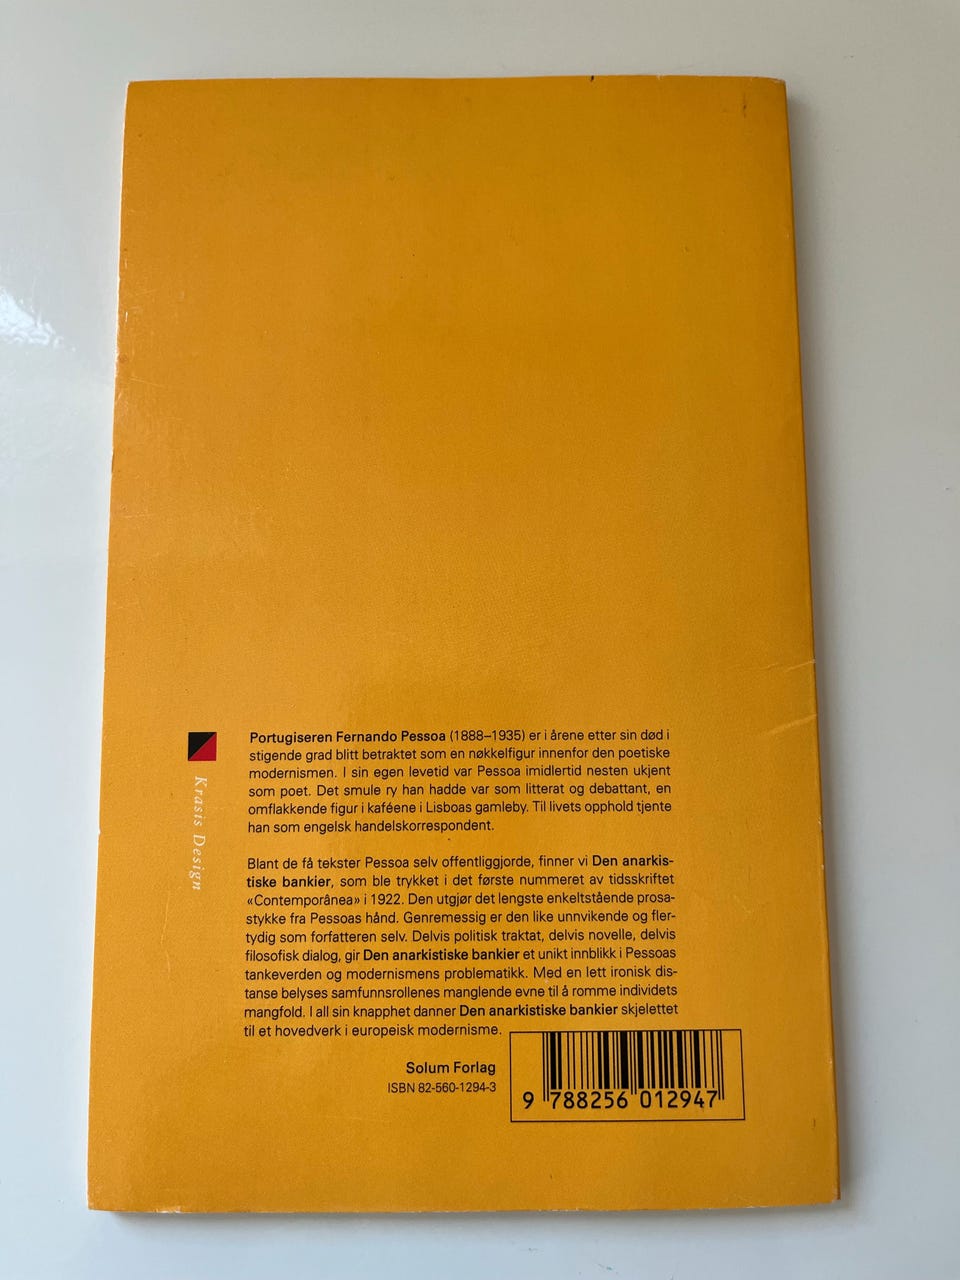 Portugiseren Fernando Pessoa (1888–1935) er i årene etter sin død i
stigende grad blitt betraktet som en nøkkelfigur innenfor den poetiske
modernismen. I sin egen levetid var Pessoa imidlertid nesten ukjent
som poet. Det smule ry han hadde var som litterat og debattant, en
omflakkende figur i kaféene i Lisboas gamleby. Til livets opphold tjente
han som engelsk handelskorrespondent.
Blant de få tekster Pessoa selv offentliggjorde, finner vi Den anarkis-
tiske bankier, som ble trykket i det første nummeret av tidsskriftet
«Contemporânea» i 1922. Den utgjør det lengste enkeltstående prosa-
stykke fra Pessoas hånd. Genremessig er den like unnvikende og fler-
tydig som forfatteren selv. Delvis politisk traktat, delvis novelle, delvis
filosofisk dialog, gir Den anarkistiske bankier et unikt innblikk i Pessoas
tankeverden og modernismens problematikk. Med en lett ironisk dis-
tanse belyses samfunnsrollenes manglende evne til å romme individets
mangfold. I all sin knapphet danner Den anarkistiske bankier skjelettet
til et hovedverk i europeisk modernisme.
Krasis Design
Solum Forlag
ISBN 82-560-1294-3
9 788256 012947